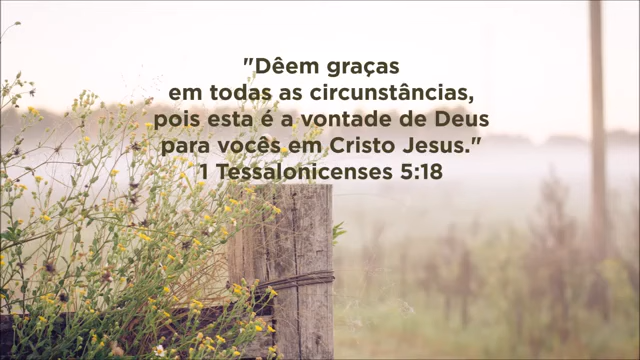 "Dêem graças
em todas as circunstâncias,
pois esta é a vontade de Deus
para vocês em Cristo Jesus."
1 Tessalonicenses 5:18